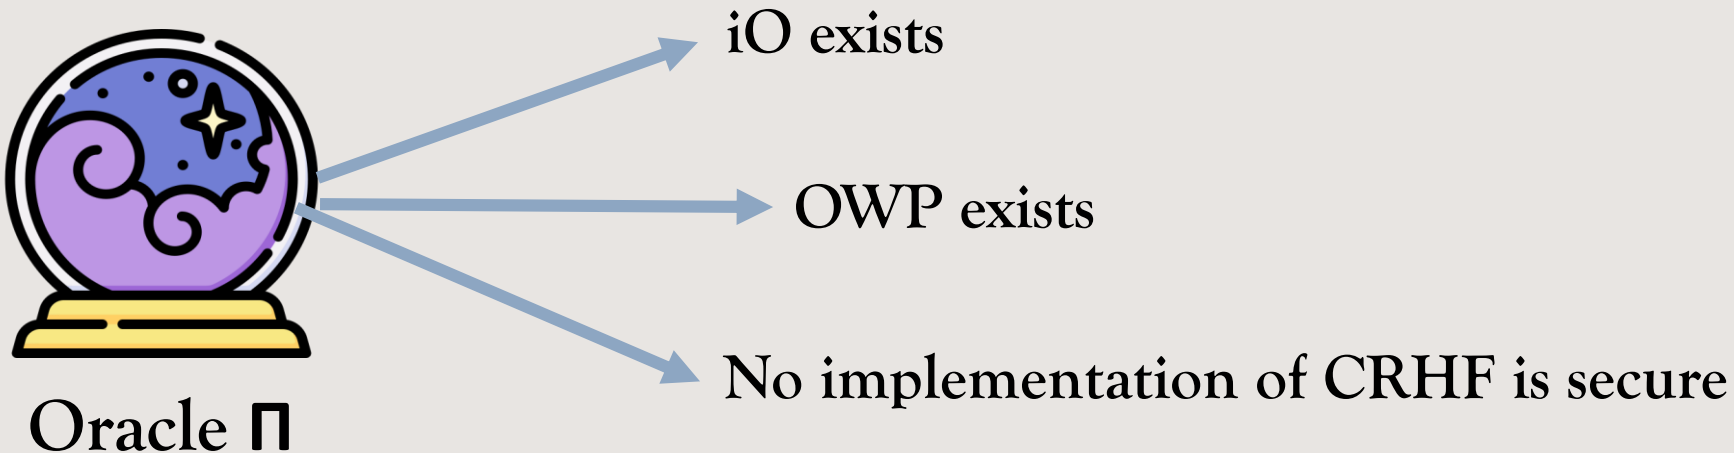 iO exists
OWP exists
No implementation of CRHF is secure
Oracle Π